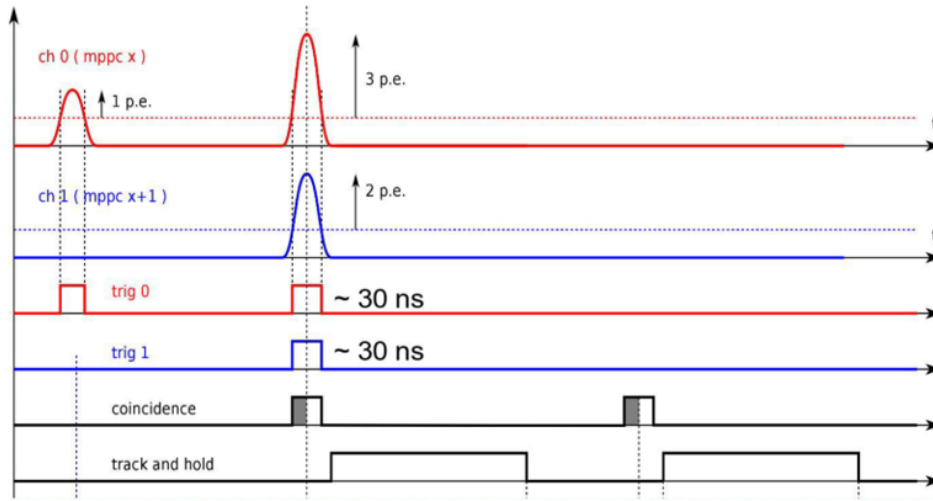 ch 0 ( mppc x )
1 p.e.
3 p.e.
ch 1 ( mppc x+1 )
2 p.e.
trig 0
~ 30 ns
trig 1
~ 30 ns
coincidence
track and hold